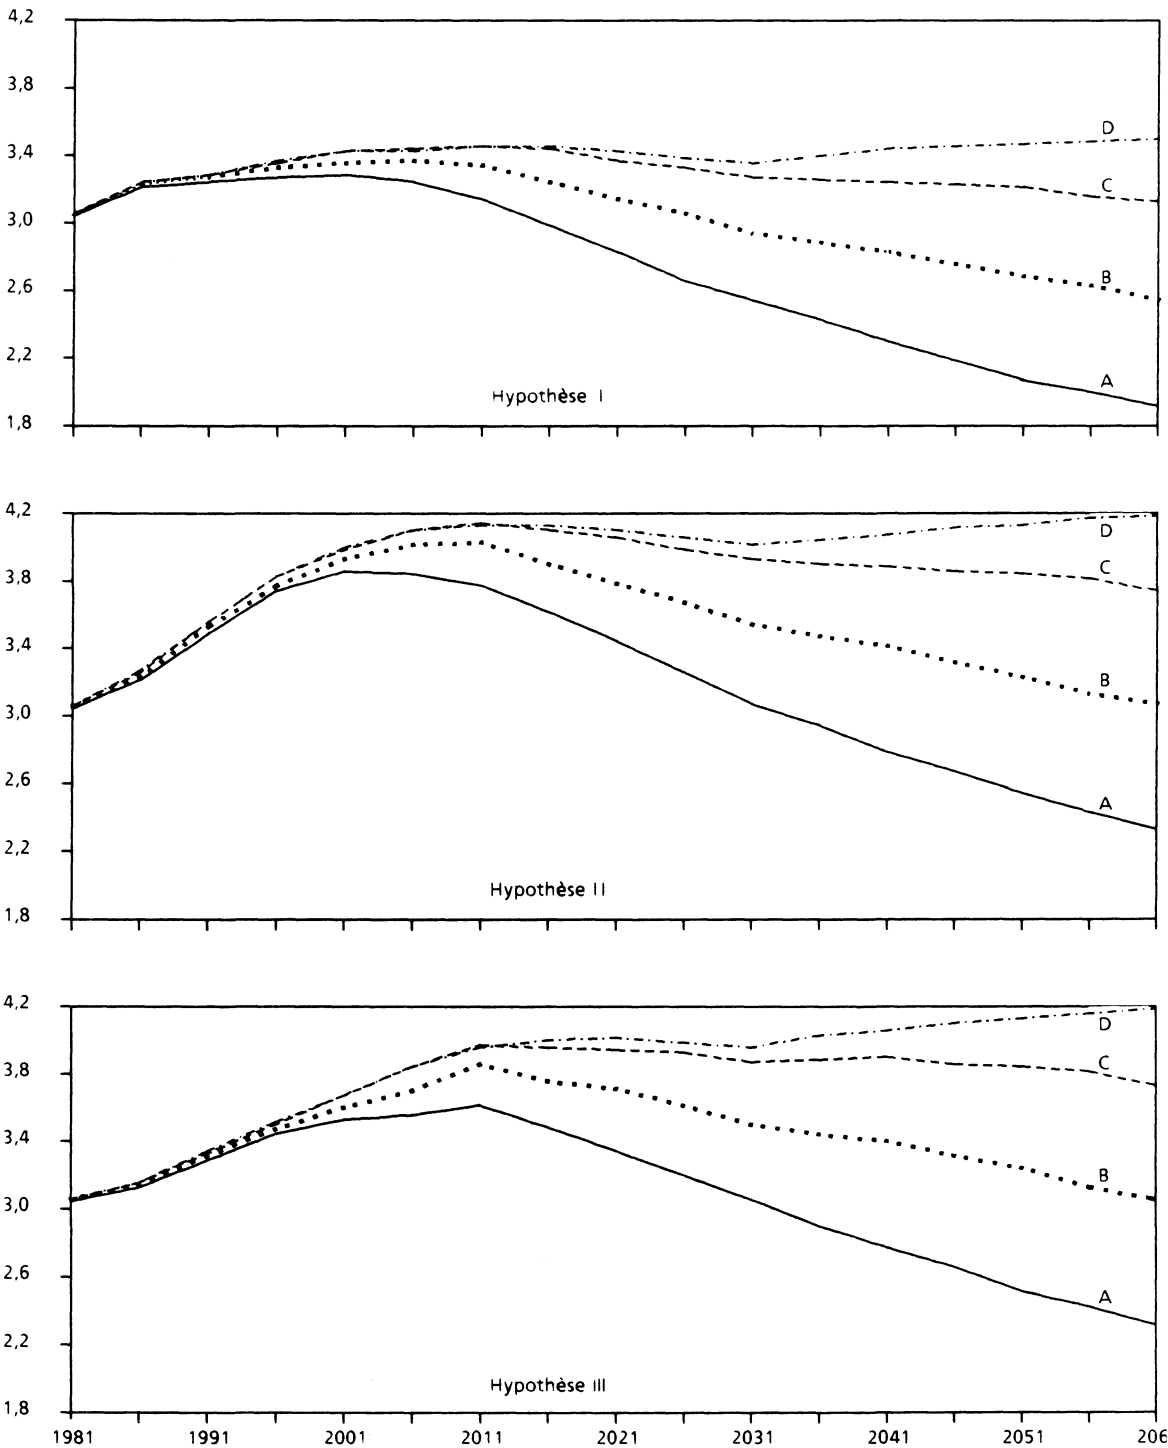 4,2
3,8
3,4
3,0
2,6
2,2
1,8
D
C
B
A
Hypothèse I
4,2
3,8
3,4
3,0
2,6
2,2
1,8
D
C
B
A
Hypothèse II
4,2
3,8
3,4
3,0
2,6
2,2
1,8
D
C
B
A
Hypothèse III
1981 1991 2001 2011 2021 2031 2041 2051 206